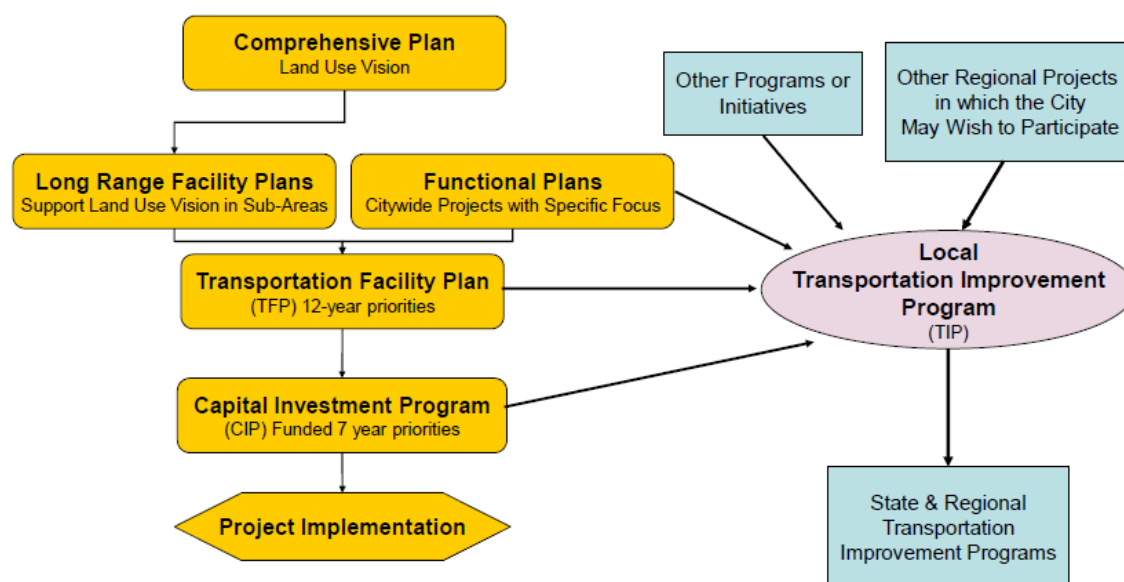 Comprehensive Plan
Land Use Vision
Other Programs or
Initiatives
Other Regional Projects
in which the City
May Wish to Participate
Long Range Facility Plans
Support Land Use Vision in Sub-Areas
Functional Plans
Citywide Projects with Specific Focus
Transportation Facility Plan
(TFP) 12-year priorities
Local
Transportation Improvement
Program
(TIP)
Capital Investment Program
(CIP) Funded 7 year priorities
Project Implementation
State & Regional
Transportation
Improvement Programs